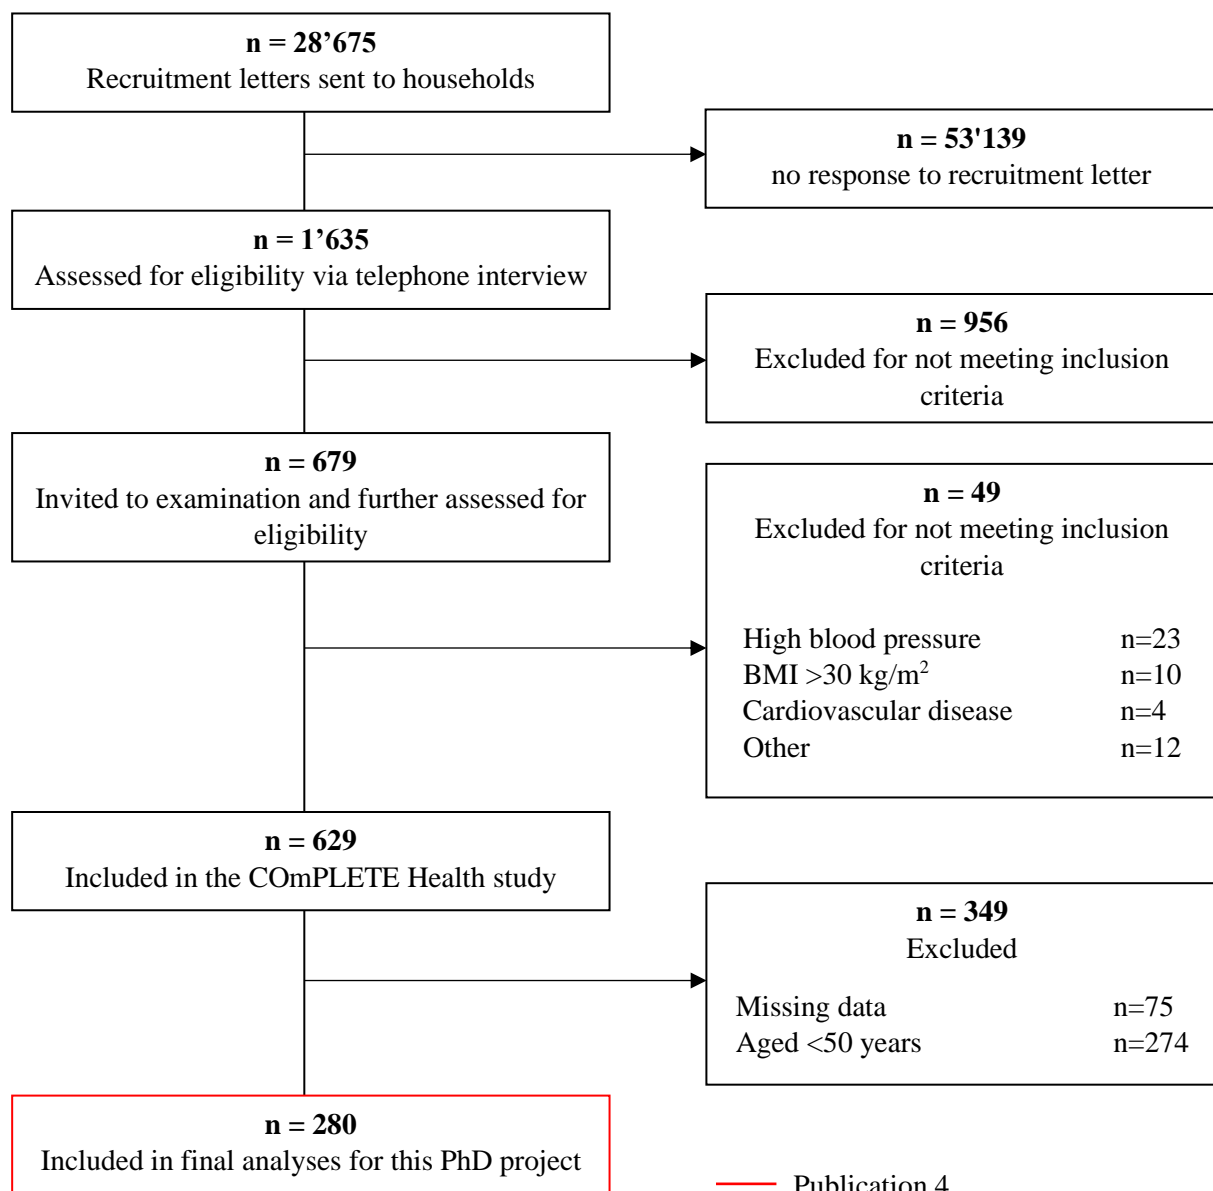 n = 28’675
Recruitment letters sent to households
n = 53'139
no response to recruitment letter
n = 1’635
Assessed for eligibility via telephone interview
n = 956
Excluded for not meeting inclusion
criteria
n = 679
Invited to examination and further assessed for
eligibility
n = 49
Excluded for not meeting inclusion
criteria
High blood pressure n=23
BMI >30 kg/m² n=10
Cardiovascular disease n=4
Other n=12
n = 629
Included in the COmPLETE Health study
n = 349
Excluded
Missing data n=75
Aged <50 years n=274
n = 280
Included in final analyses for this PhD project
Publication 4